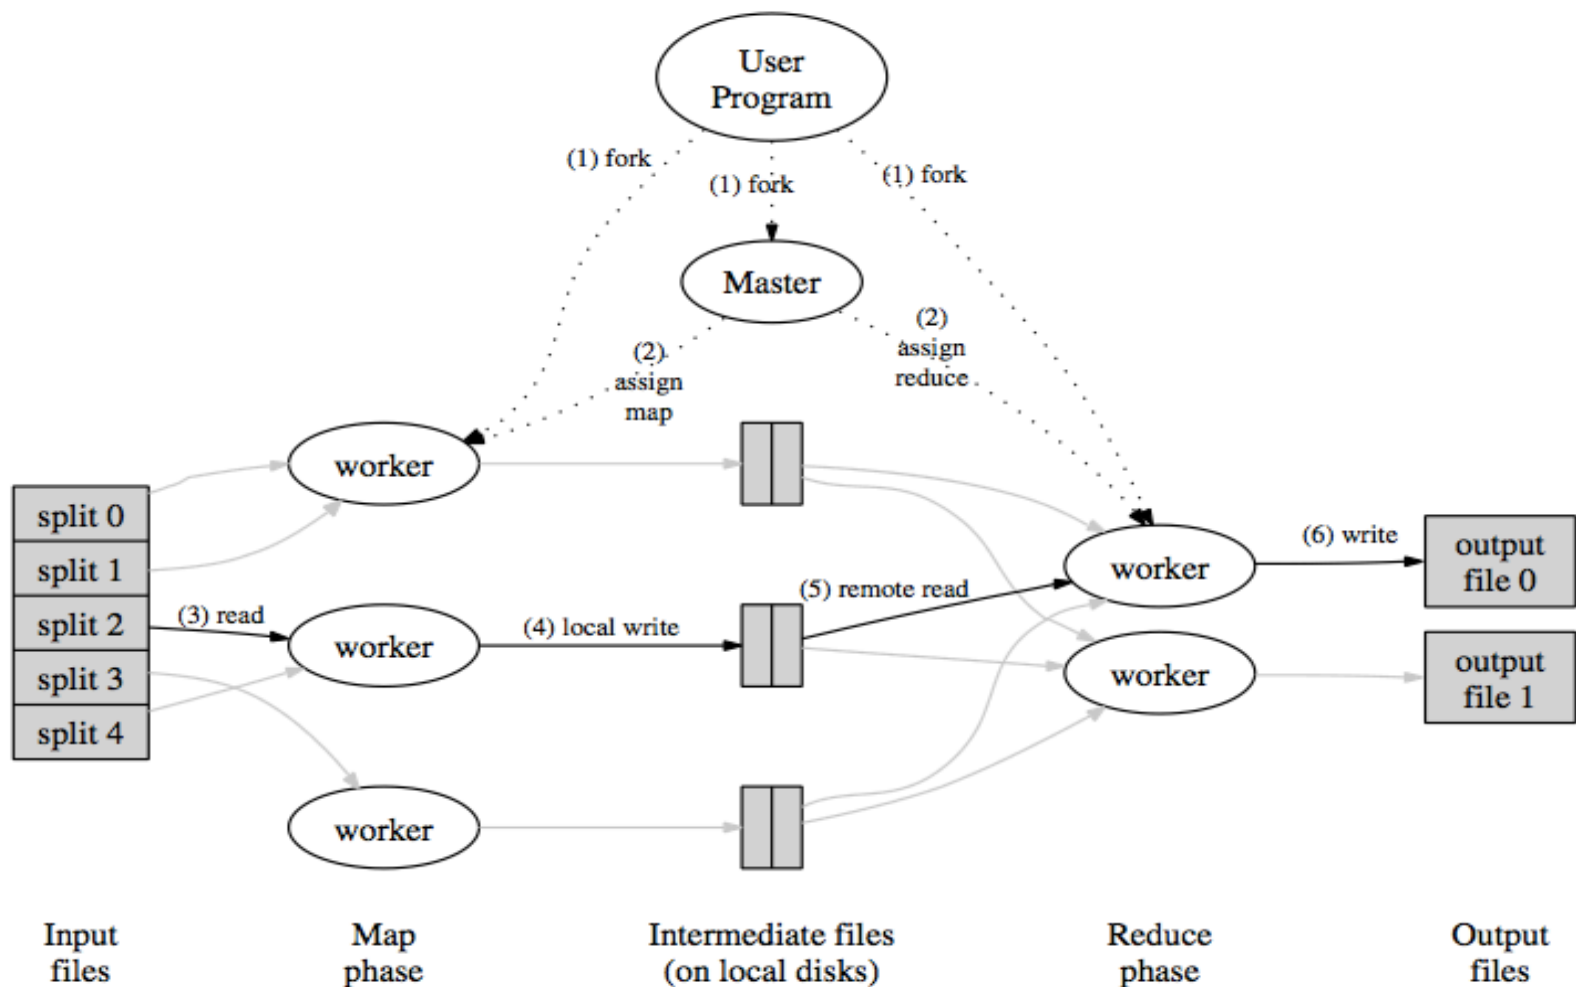 User
Program
(1) fork
(1) fork
(1) fork
Master
(2)
assign
map
(2)
assign
reduce
worker
split 0
split 1
split 2
split 3
split 4
(3) read
worker
(4) local write
worker
(5) remote read
worker
worker
(6) write
output
file 0
output
file 1
Input
files
Map
phase
Intermediate files
(on local disks)
Reduce
phase
Output
files